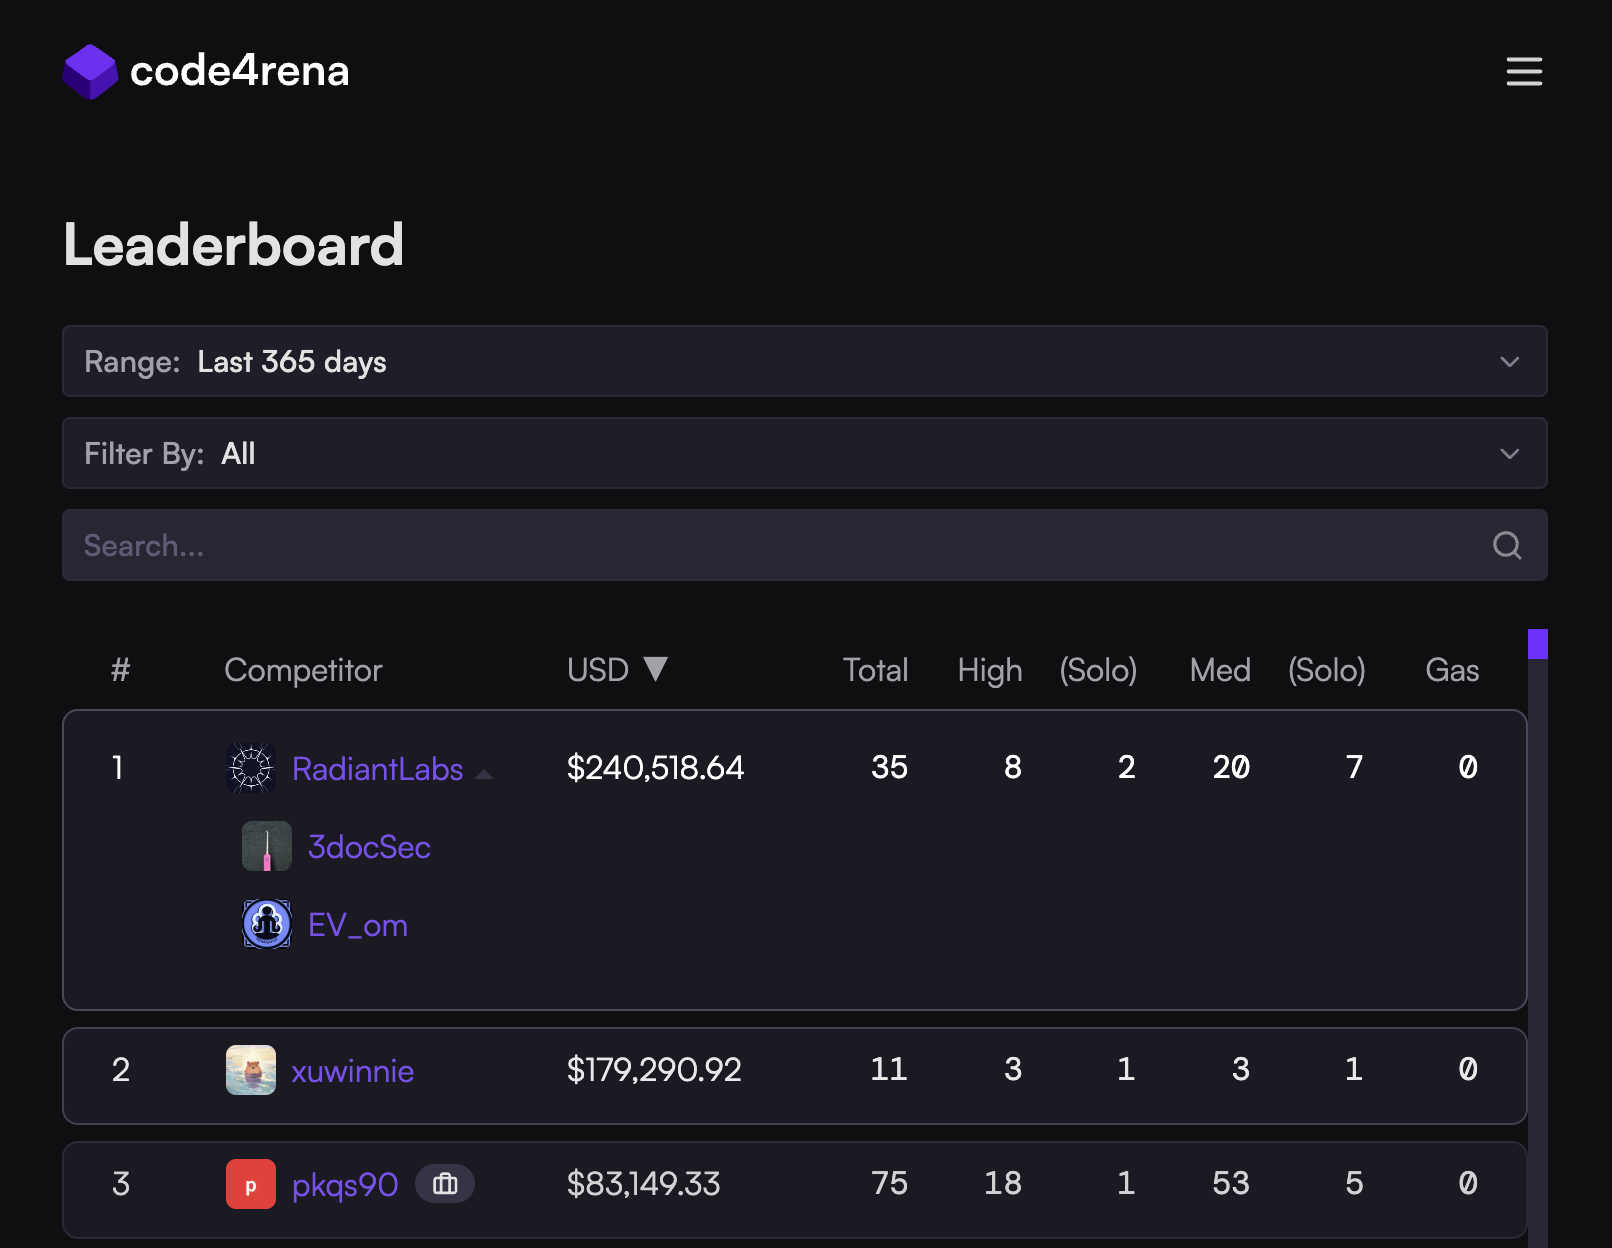 code4rena
Leaderboard
Range: Last 365 days
Filter By: All
Search...
# Competitor USD ▼ Total High (Solo) Med (Solo) Gas
1 RadiantLabs $240,518.64 35 8 2 20 7 0
3docSec
EV_om
2 xuwinnie $179,290.92 11 3 1 3 1 0
3 p pkqs90 $83,149.33 75 18 1 53 5 0